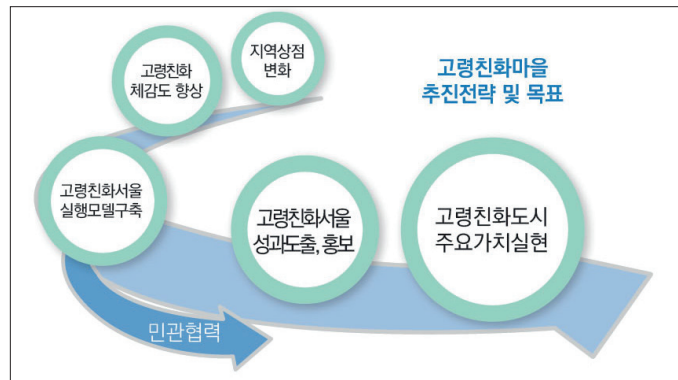 지역상점
변화
고령친화
체감도 향상
고령친화마을
추진전략 및 목표
고령친화서울
실행모델구축
고령친화서울
성과도출, 홍보
고령친화도시
주요가치실현
민관협력